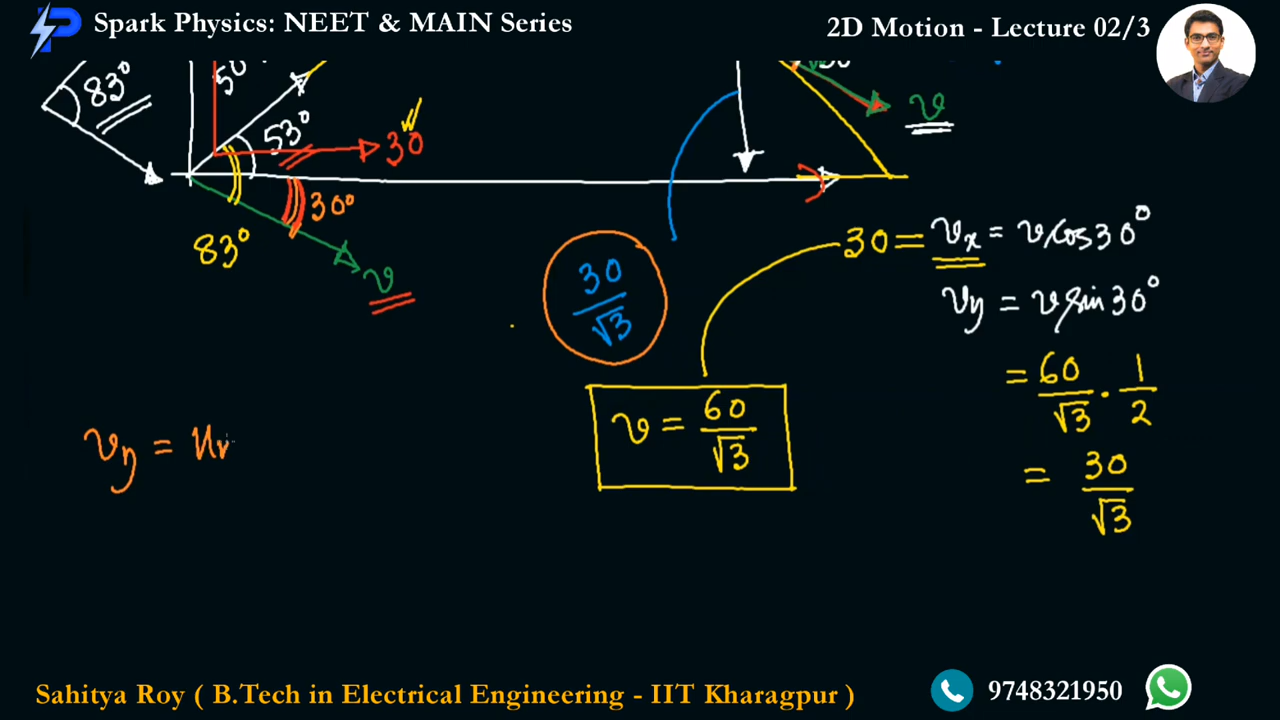 Spark Physics: NEET & MAIN Series
2D Motion - Lecture 02/3
83°
50
53°
30
30°
83°
v
v
30 = vx = v cos 30°
vy = v sin 30°
= 60/√3 · 1/2
= 30/√3
30/√3
v = 60/√3
vy =
Sahitya Roy ( B.Tech in Electrical Engineering - IIT Kharagpur )
9748321950